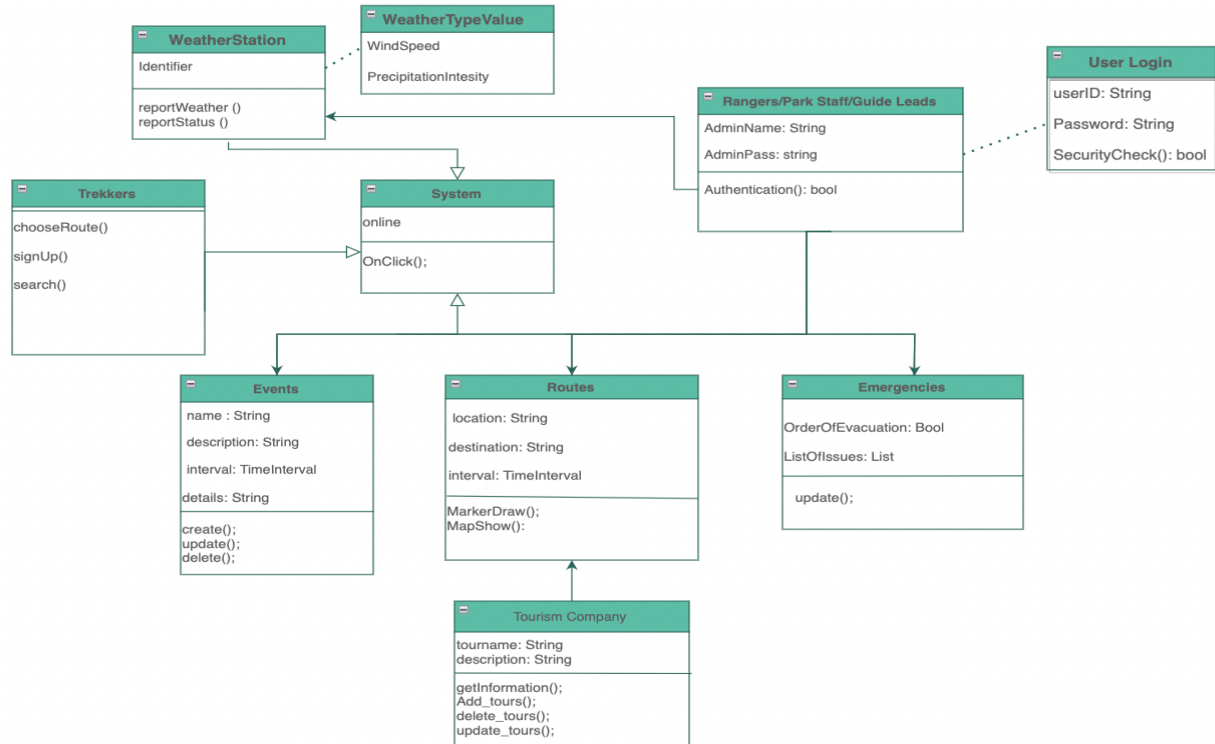 WeatherTypeValue
WindSpeed
PrecipitationIntesity
WeatherStation
Identifier
reportWeather ()
reportStatus ()
User Login
userID: String
Password: String
SecurityCheck(): bool
Rangers/Park Staff/Guide Leads
AdminName: String
AdminPass: string
Authentication(): bool
Trekkers
chooseRoute()
signUp()
search()
System
online
OnClick();
Events
name : String
description: String
interval: TimeInterval
details: String
create();
update();
delete();
Routes
location: String
destination: String
interval: TimeInterval
MarkerDraw();
MapShow():
Emergencies
OrderOfEvacuation: Bool
ListOfIssues: List
update();
Tourism Company
tourname: String
description: String
getInformation();
Add_tours();
delete_tours();
update_tours();